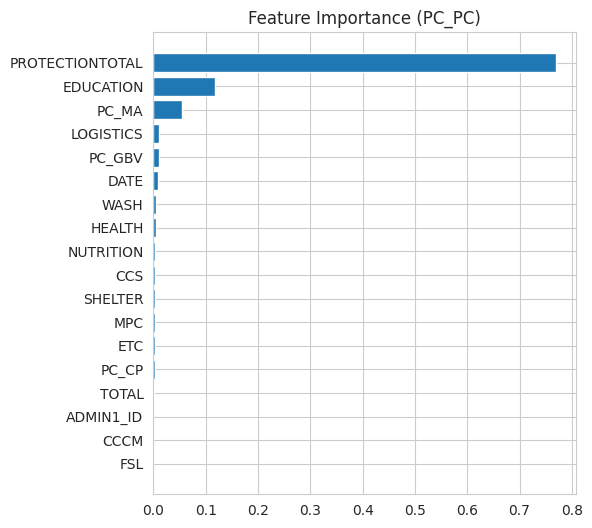 Feature Importance (PC_PC)
PROTECTIONTOTAL
EDUCATION
PC_MA
LOGISTICS
PC_GBV
DATE
WASH
HEALTH
NUTRITION
CCS
SHELTER
MPC
ETC
PC_CP
TOTAL
ADMIN1_ID
CCCM
FSL
0.0 0.1 0.2 0.3 0.4 0.5 0.6 0.7 0.8